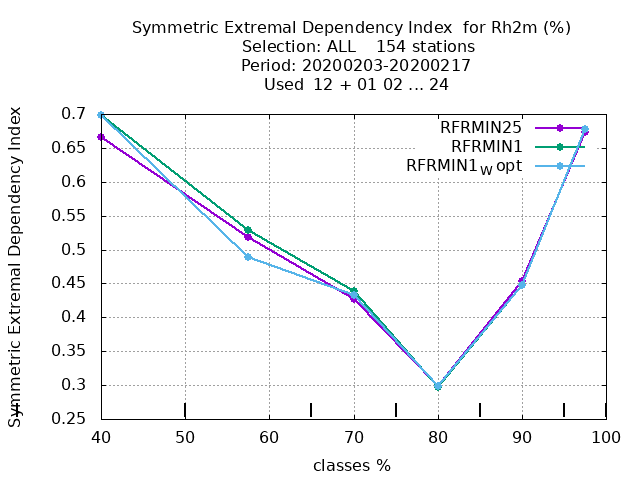 Symmetric Extremal Dependency Index for Rh2m (%)
Selection: ALL 154 stations
Period: 20200203-20200217
Used 12 + 01 02 ... 24
Symmetric Extremal Dependency Index
0.7
0.65
0.6
0.55
0.5
0.45
0.4
0.35
0.3
0.25
RFRMIN25
RFRMIN1
RFRMIN1W opt
40 50 60 70 80 90 100
classes %